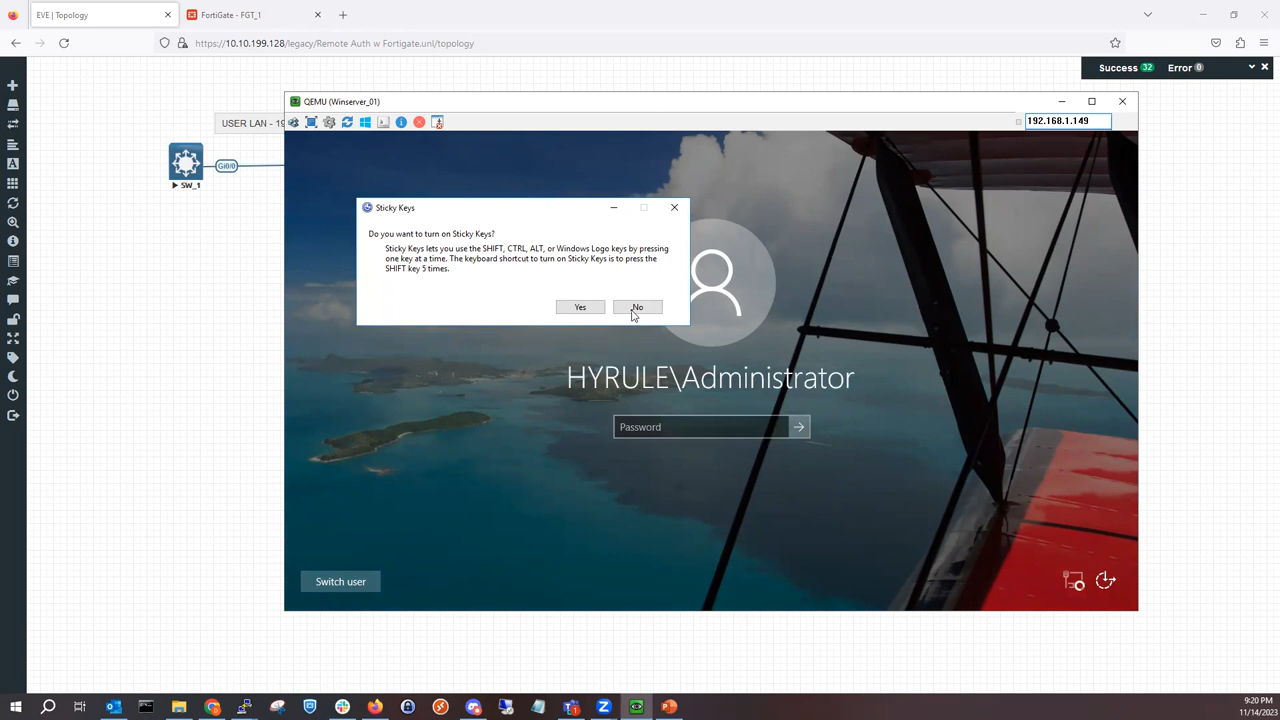 EVE | Topology
FortiGate - FGT_1
https://10.10.199.128/legacy/Remote Auth w Fortigate.unl/topology
Success 32 Error 0
QEMU (Winserver_01)
USER LAN - 19
192.168.1.149
Gi0/0
SW_1
Sticky Keys
Do you want to turn on Sticky Keys?
Sticky Keys lets you use the SHIFT, CTRL, ALT, or Windows Logo keys by pressing
one key at a time. The keyboard shortcut to turn on Sticky Keys is to press the
SHIFT key 5 times.
Yes
No
HYRULE\Administrator
Password
Switch user
9:20 PM
11/14/2023